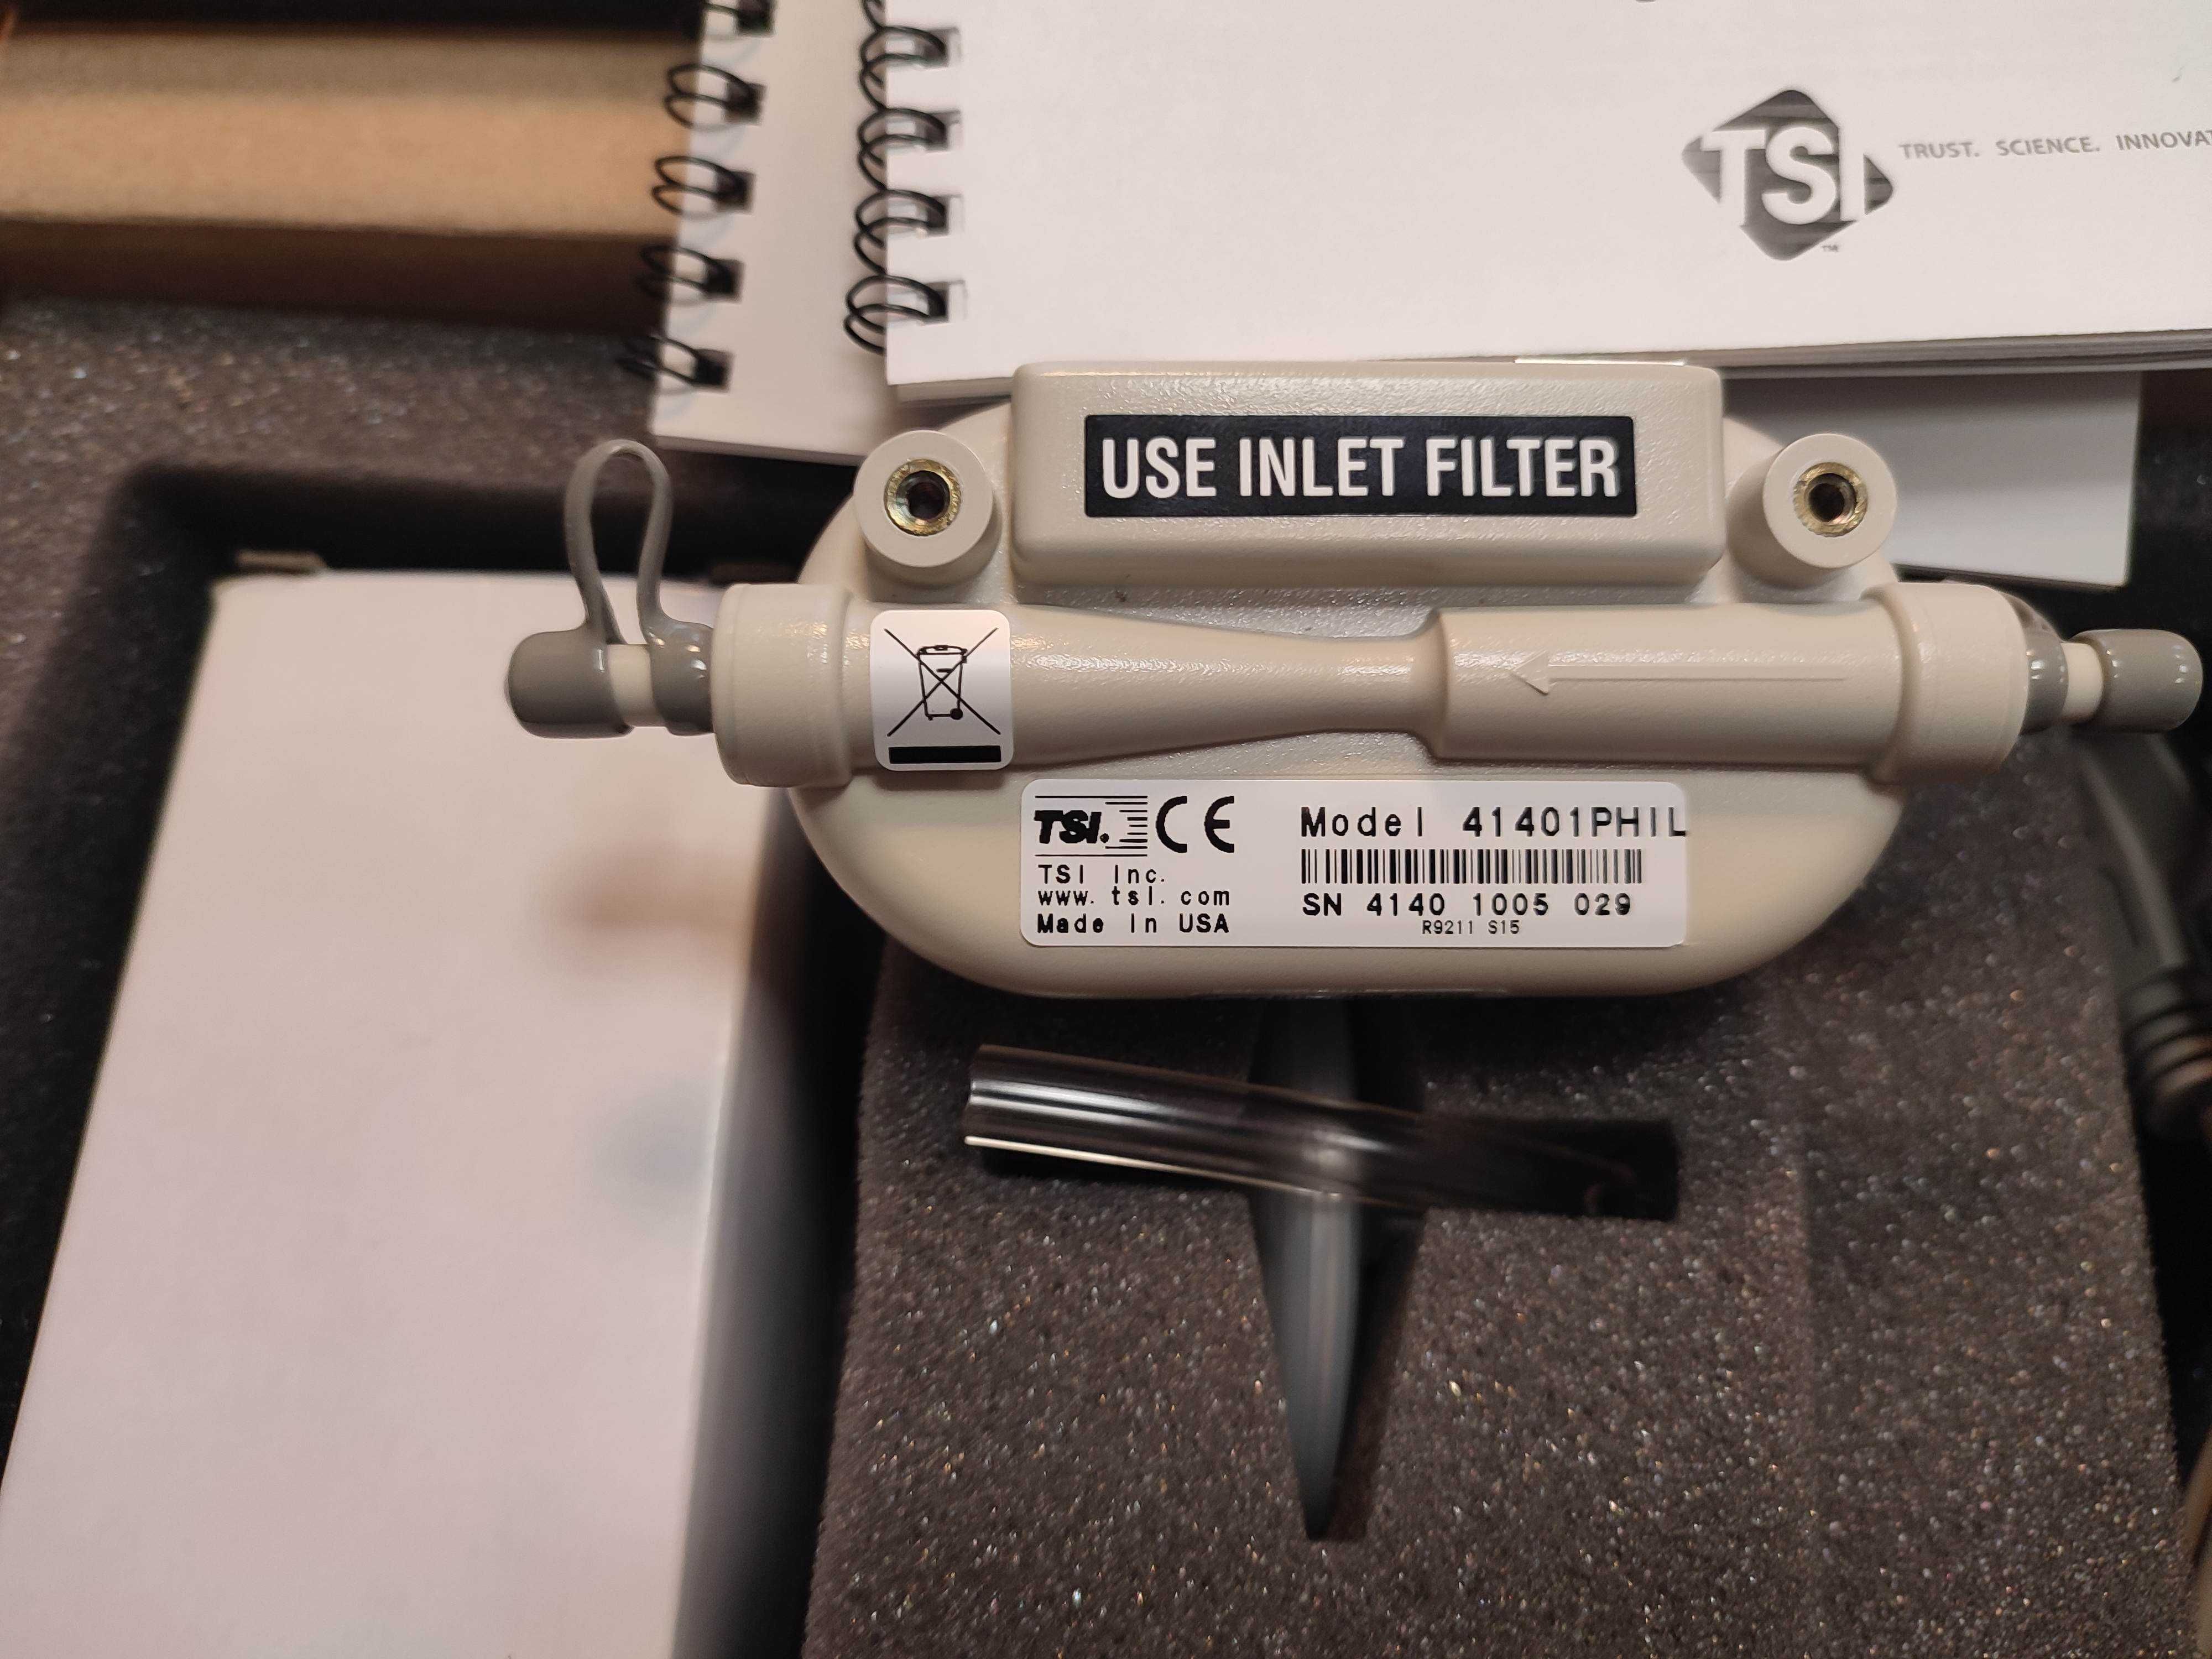 TSI
TRUST. SCIENCE.
™
USE INLET FILTER
TSI. CE
Model 41401PHIL
TSI Inc.
www.tsi.com
Made in USA
SN 4140 1005 029
R9211 S15